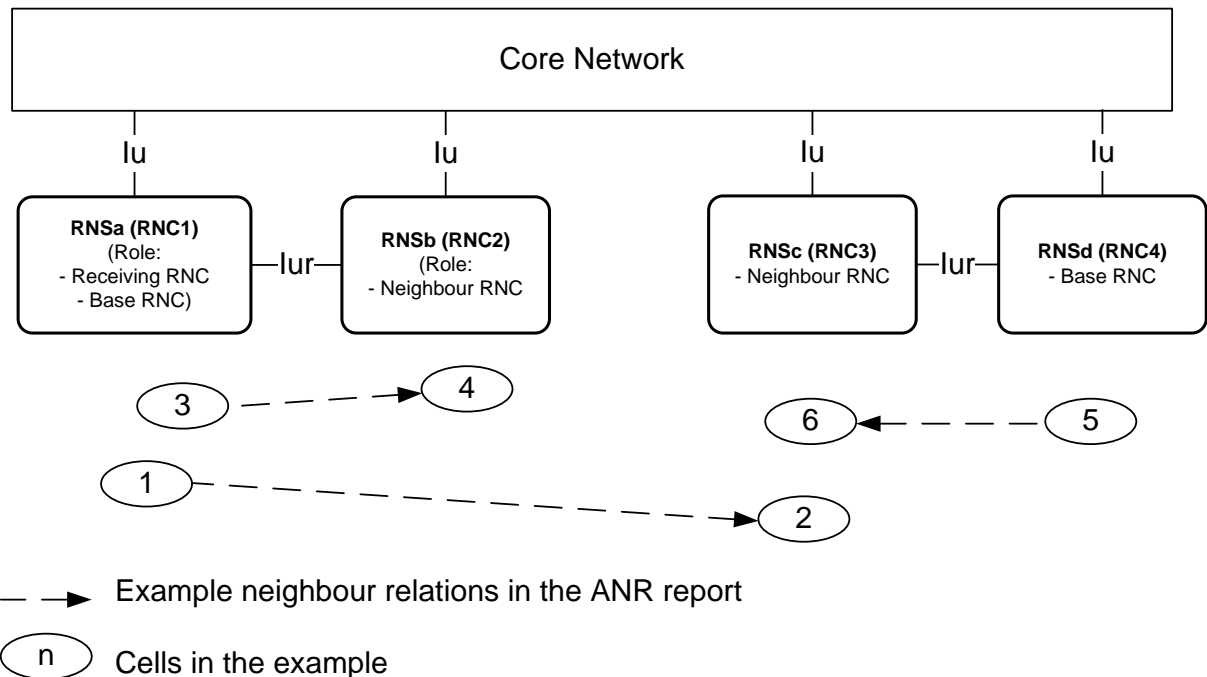 Core Network
Iu
Iu
Iu
Iu
RNSa (RNC1)
(Role:
- Receiving RNC
- Base RNC)
Iur
RNSb (RNC2)
(Role:
- Neighbour RNC
RNSc (RNC3)
- Neighbour RNC
Iur
RNSd (RNC4)
- Base RNC
3
4
6
5
1
2
Example neighbour relations in the ANR report
n
Cells in the example